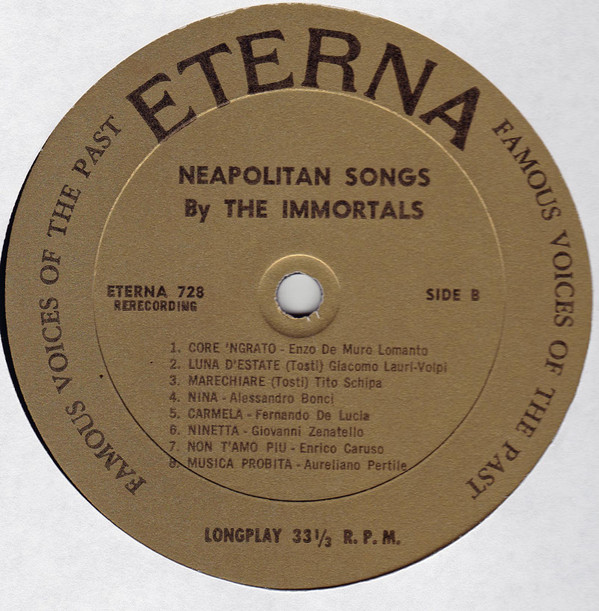 ETERNA
FAMOUS VOICES OF THE PAST
FAMOUS VOICES OF THE PAST
NEAPOLITAN SONGS
By THE IMMORTALS
ETERNA 728
RERECORDING
SIDE B
1. CORE 'NGRATO - Enzo De Muro Lomanto
2. LUNA D'ESTATE (Tosti) Giacomo Lauri-Volpi
3. MARECHIARE (Tosti) Tito Schipa
4. NINA - Alessandro Bonci
5. CARMELA - Fernando De Lucia
6. NINETTA - Giovanni Zenatello
7. NON T'AMO PIU - Enrico Caruso
8. MUSICA PROBITA - Aureliano Pertile
LONGPLAY 33 1/3 R. P. M.